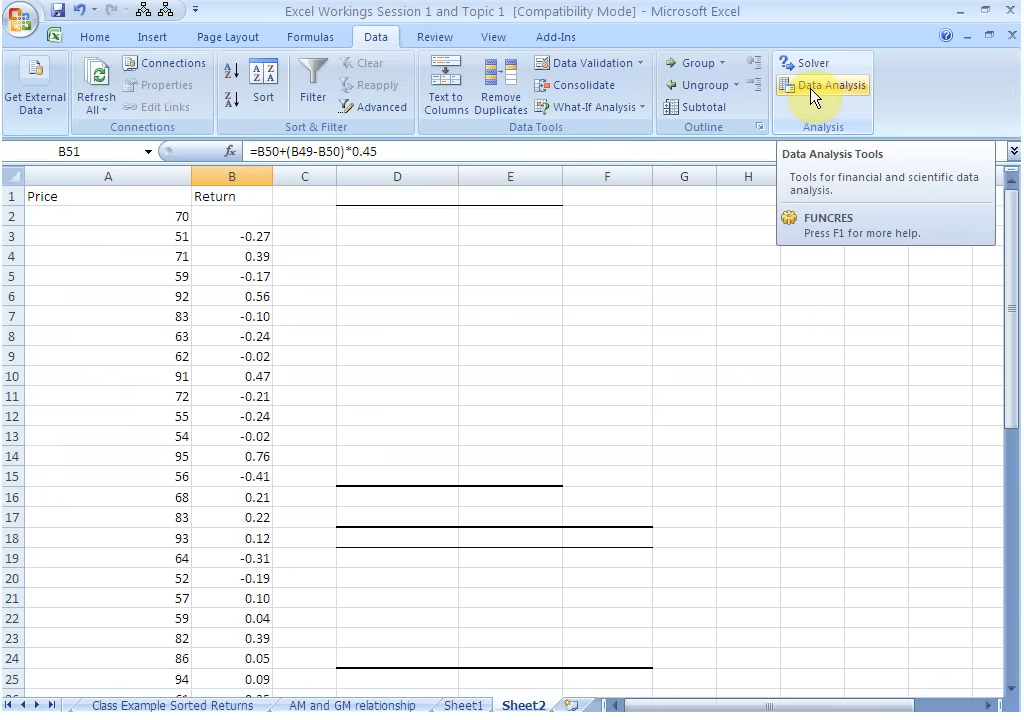 Excel Workings Session 1 and Topic 1 [Compatibility Mode] - Microsoft Excel
Home Insert Page Layout Formulas Data Review View Add-Ins
Get External Data
Refresh All
Connections
Properties
Edit Links
Connections
Sort
Filter
Clear
Reapply
Advanced
Sort & Filter
Text to Columns
Remove Duplicates
Data Validation
Consolidate
What-If Analysis
Data Tools
Group
Ungroup
Subtotal
Outline
Solver
Data Analysis
Analysis
B51 fx =B50+(B49-B50)*0.45
Data Analysis Tools
Tools for financial and scientific data
analysis.
FUNCRES
Press F1 for more help.
A B C D E F G H
1 Price Return
2 70
3 51 -0.27
4 71 0.39
5 59 -0.17
6 92 0.56
7 83 -0.10
8 63 -0.24
9 62 -0.02
10 91 0.47
11 72 -0.21
12 55 -0.24
13 54 -0.02
14 95 0.76
15 56 -0.41
16 68 0.21
17 83 0.22
18 93 0.12
19 64 -0.31
20 52 -0.19
21 57 0.10
22 59 0.04
23 82 0.39
24 86 0.05
25 94 0.09
Class Example Sorted Returns AM and GM relationship Sheet1 Sheet2